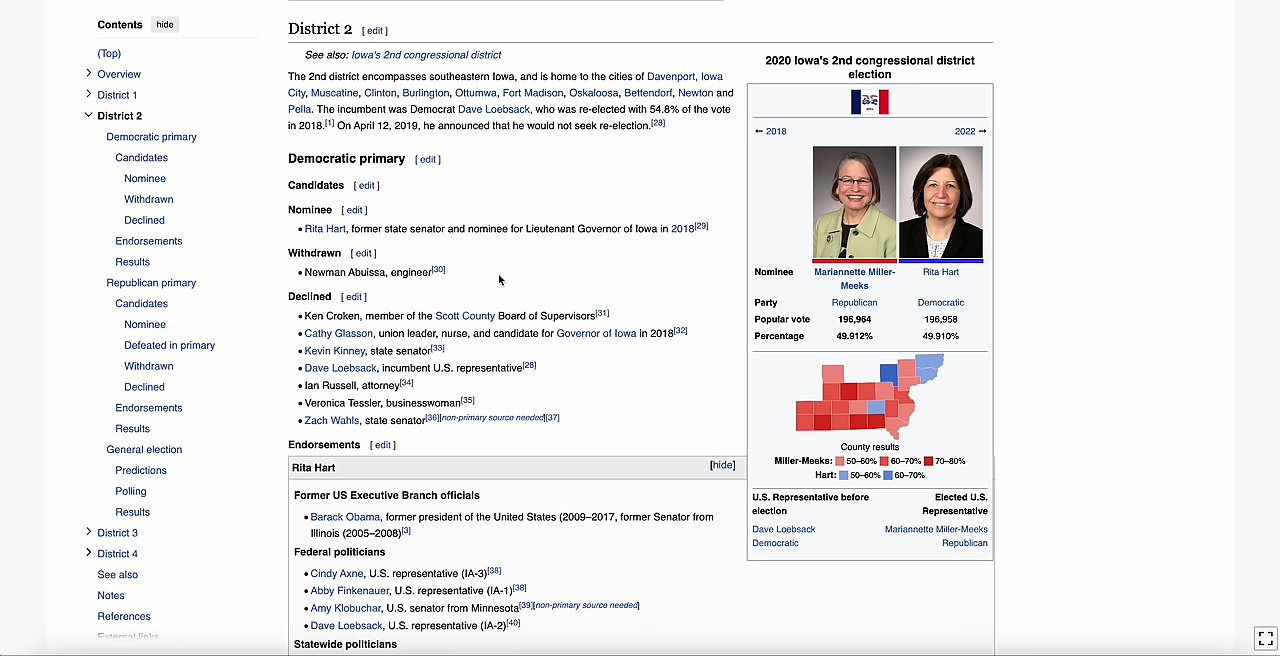 Contents hide
(Top)
Overview
District 1
District 2
Democratic primary
Candidates
Nominee
Withdrawn
Declined
Endorsements
Results
Republican primary
Candidates
Nominee
Defeated in primary
Withdrawn
Declined
Endorsements
Results
General election
Predictions
Polling
Results
District 3
District 4
See also
Notes
References
External links
District 2 [ edit ]
See also: Iowa's 2nd congressional district
The 2nd district encompasses southeastern Iowa, and is home to the cities of Davenport, Iowa
City, Muscatine, Clinton, Burlington, Ottumwa, Fort Madison, Oskaloosa, Bettendorf, Newton and
Pella. The incumbent was Democrat Dave Loebsack, who was re-elected with 54.8% of the vote
in 2018.[1] On April 12, 2019, he announced that he would not seek re-election.[28]
Democratic primary [ edit ]
Candidates [ edit ]
Nominee [ edit ]
• Rita Hart, former state senator and nominee for Lieutenant Governor of Iowa in 2018[29]
Withdrawn [ edit ]
• Newman Abuissa, engineer[30]
Declined [ edit ]
• Ken Croken, member of the Scott County Board of Supervisors[31]
• Cathy Glasson, union leader, nurse, and candidate for Governor of Iowa in 2018[32]
• Kevin Kinney, state senator[33]
• Dave Loebsack, incumbent U.S. representative[28]
• Ian Russell, attorney[34]
• Veronica Tessler, businesswoman[35]
• Zach Wahls, state senator[36][non-primary source needed][37]
Endorsements [ edit ]
Rita Hart [hide]
Former US Executive Branch officials
• Barack Obama, former president of the United States (2009–2017, former Senator from
Illinois (2005–2008)[3]
Federal politicians
• Cindy Axne, U.S. representative (IA-3)[38]
• Abby Finkenauer, U.S. representative (IA-1)[38]
• Amy Klobuchar, U.S. senator from Minnesota[39][non-primary source needed]
• Dave Loebsack, U.S. representative (IA-2)[40]
Statewide politicians
2020 Iowa's 2nd congressional district
election
← 2018 2022 →
Nominee Mariannette Miller-Meeks Rita Hart
Party Republican Democratic
Popular vote 196,964 196,958
Percentage 49.912% 49.910%
County results
Miller-Meeks: 50–60% 60–70% 70–80%
Hart: 50–60% 60–70%
U.S. Representative before election Elected U.S. Representative
Dave Loebsack Mariannette Miller-Meeks
Democratic Republican